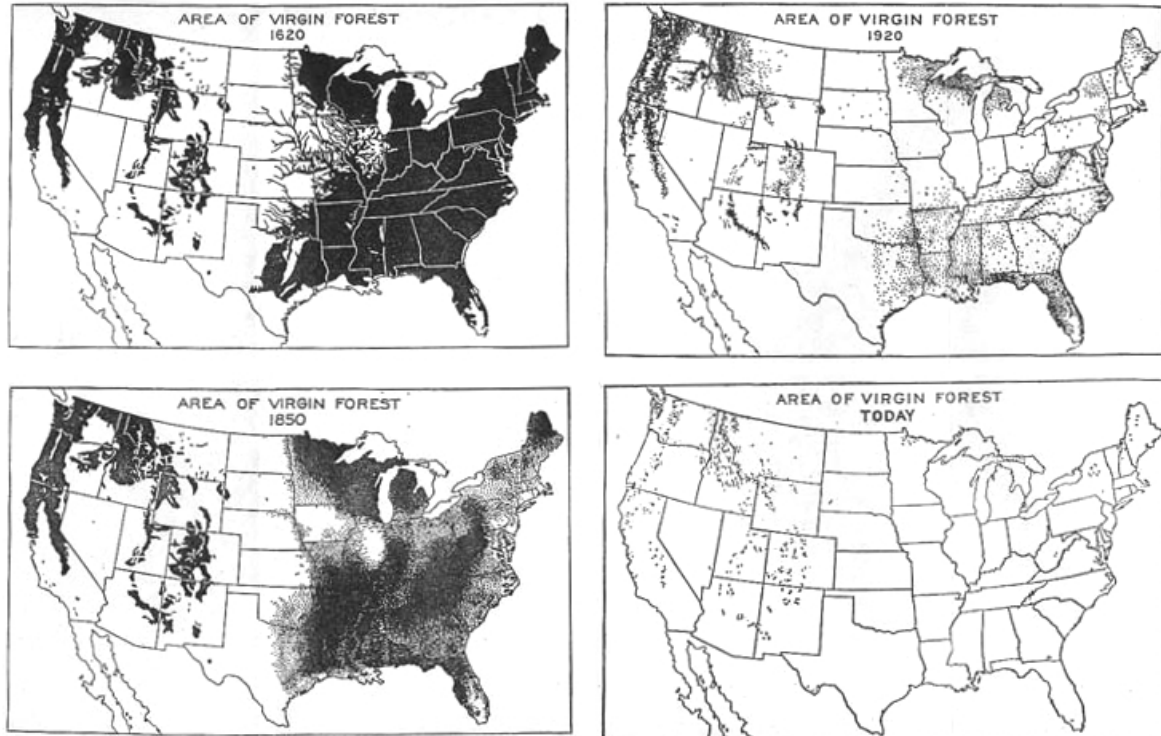 AREA OF VIRGIN FOREST
1620
AREA OF VIRGIN FOREST
1920
AREA OF VIRGIN FOREST
1850
AREA OF VIRGIN FOREST
TODAY